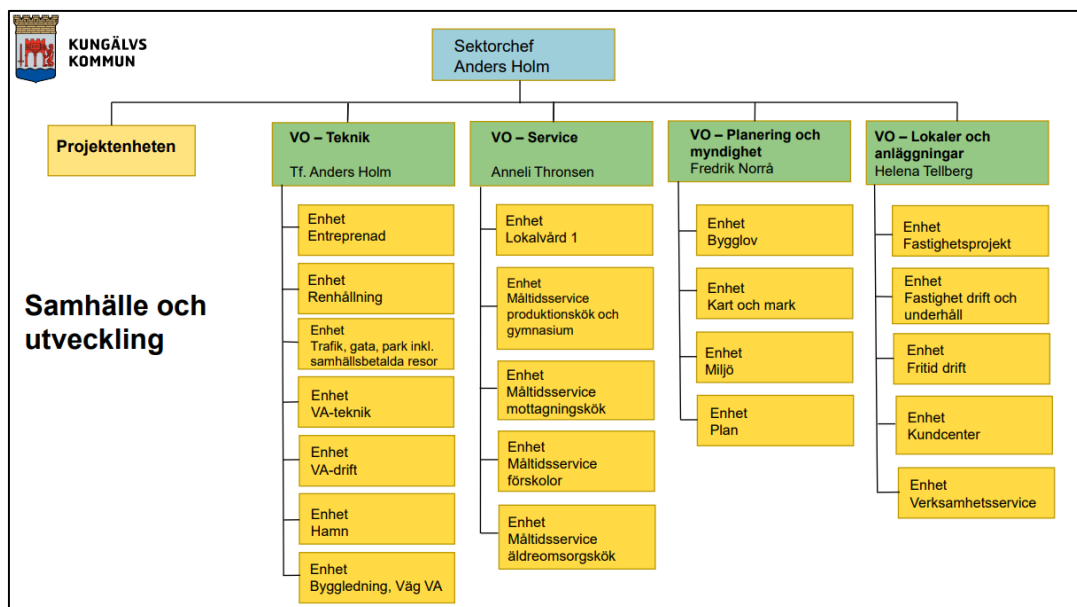 KUNGÄLVS
KOMMUN
Sektorchef
Anders Holm
Projektenheten
VO – Teknik
Tf. Anders Holm
VO – Service
Anneli Thronsen
VO – Planering och
myndighet
Fredrik Norrå
VO – Lokaler och
anläggningar
Helena Tellberg
Samhälle och
utveckling
Enhet
Entreprenad
Enhet
Renhållning
Enhet
Trafik, gata, park inkl.
samhällsbetalda resor
Enhet
VA-teknik
Enhet
VA-drift
Enhet
Hamn
Enhet
Byggledning, Väg VA
Enhet
Lokalvård 1
Enhet
Måltidsservice
produktionskök och
gymnasium
Enhet
Måltidsservice
mottagningskök
Enhet
Måltidsservice
förskolor
Enhet
Måltidsservice
äldreomsorgskök
Enhet
Bygglov
Enhet
Kart och mark
Enhet
Miljö
Enhet
Plan
Enhet
Fastighetsprojekt
Enhet
Fastighet drift och
underhåll
Enhet
Fritid drift
Enhet
Kundcenter
Enhet
Verksamhetsservice